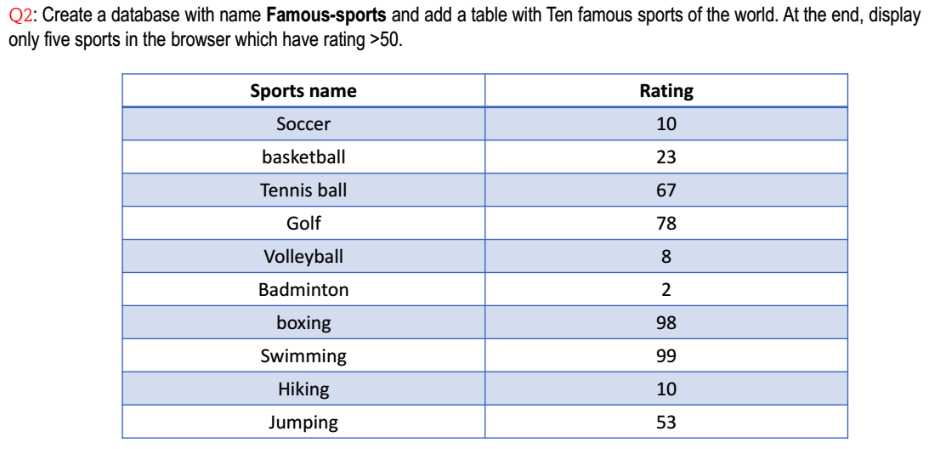 Q2: Create a database with name Famous-sports and add a table with Ten famous sports of the world. At the end, display
only five sports in the browser which have rating >50.
Sports name Rating
Soccer 10
basketball 23
Tennis ball 67
Golf 78
Volleyball 8
Badminton 2
boxing 98
Swimming 99
Hiking 10
Jumping 53